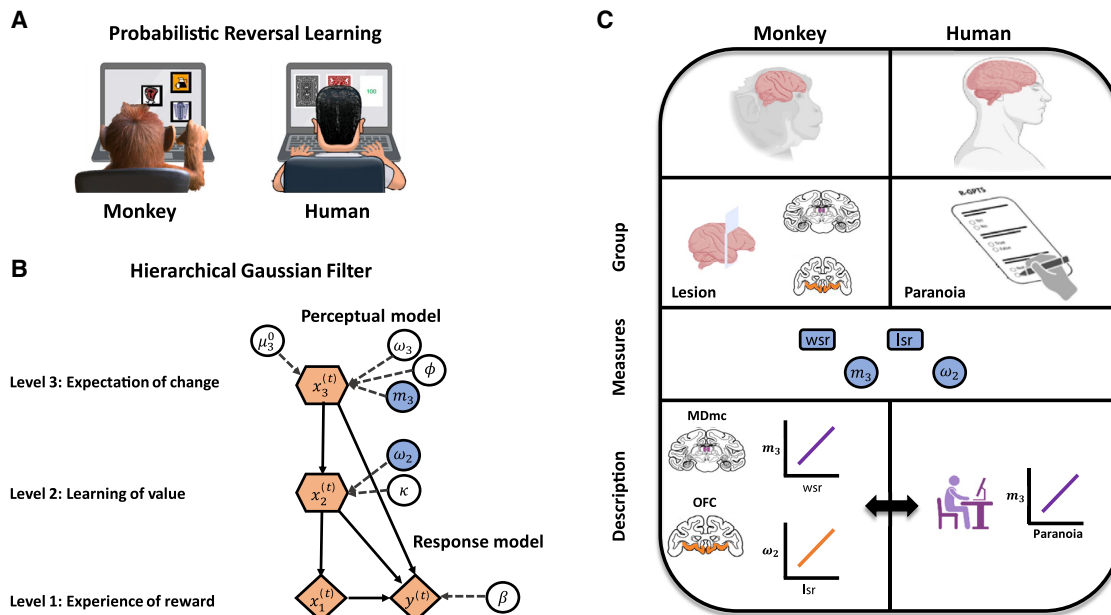 A
Probabilistic Reversal Learning
100
Monkey
Human
B
Hierarchical Gaussian Filter
Perceptual model
μ₃⁰
ω₃
ϕ
m₃
Level 3: Expectation of change
x₃⁽ᵗ⁾
ω₂
κ
Level 2: Learning of value
x₂⁽ᵗ⁾
Response model
Level 1: Experience of reward
x₁⁽ᵗ⁾
y⁽ᵗ⁾
β
C
Monkey
Human
Group
R-GPTS
Lesion
Paranoia
Measures
wsr
lsr
m₃
ω₂
Description
MDmc
m₃
wsr
OFC
ω₂
lsr
m₃
Paranoia